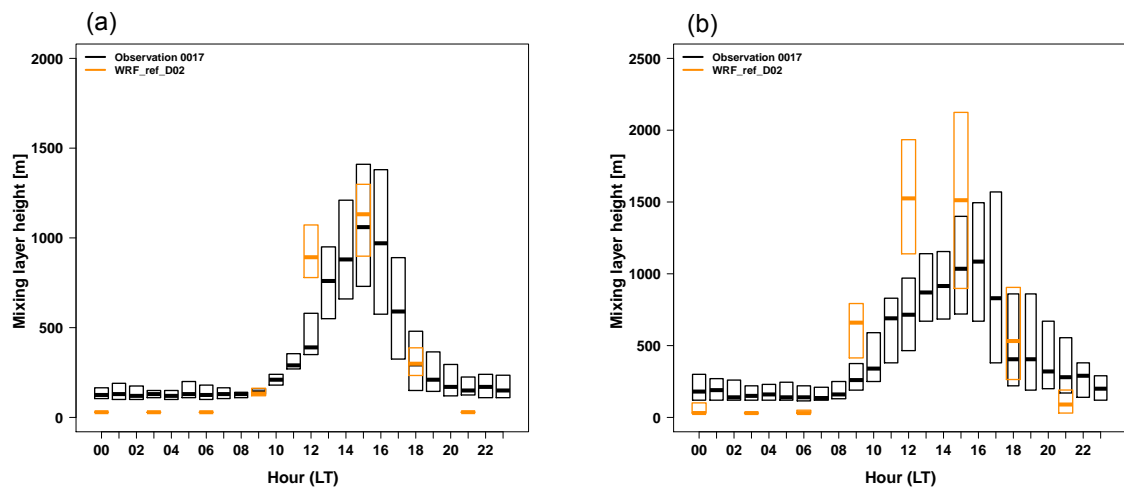 (a)
2000
1500
1000
500
0
Mixing layer height [m]
Observation 0017
WRF_ref_D02
00 02 04 06 08 10 12 14 16 18 20 22
Hour (LT)
(b)
2500
2000
1500
1000
500
0
Mixing layer height [m]
Observation 0017
WRF_ref_D02
00 02 04 06 08 10 12 14 16 18 20 22
Hour (LT)